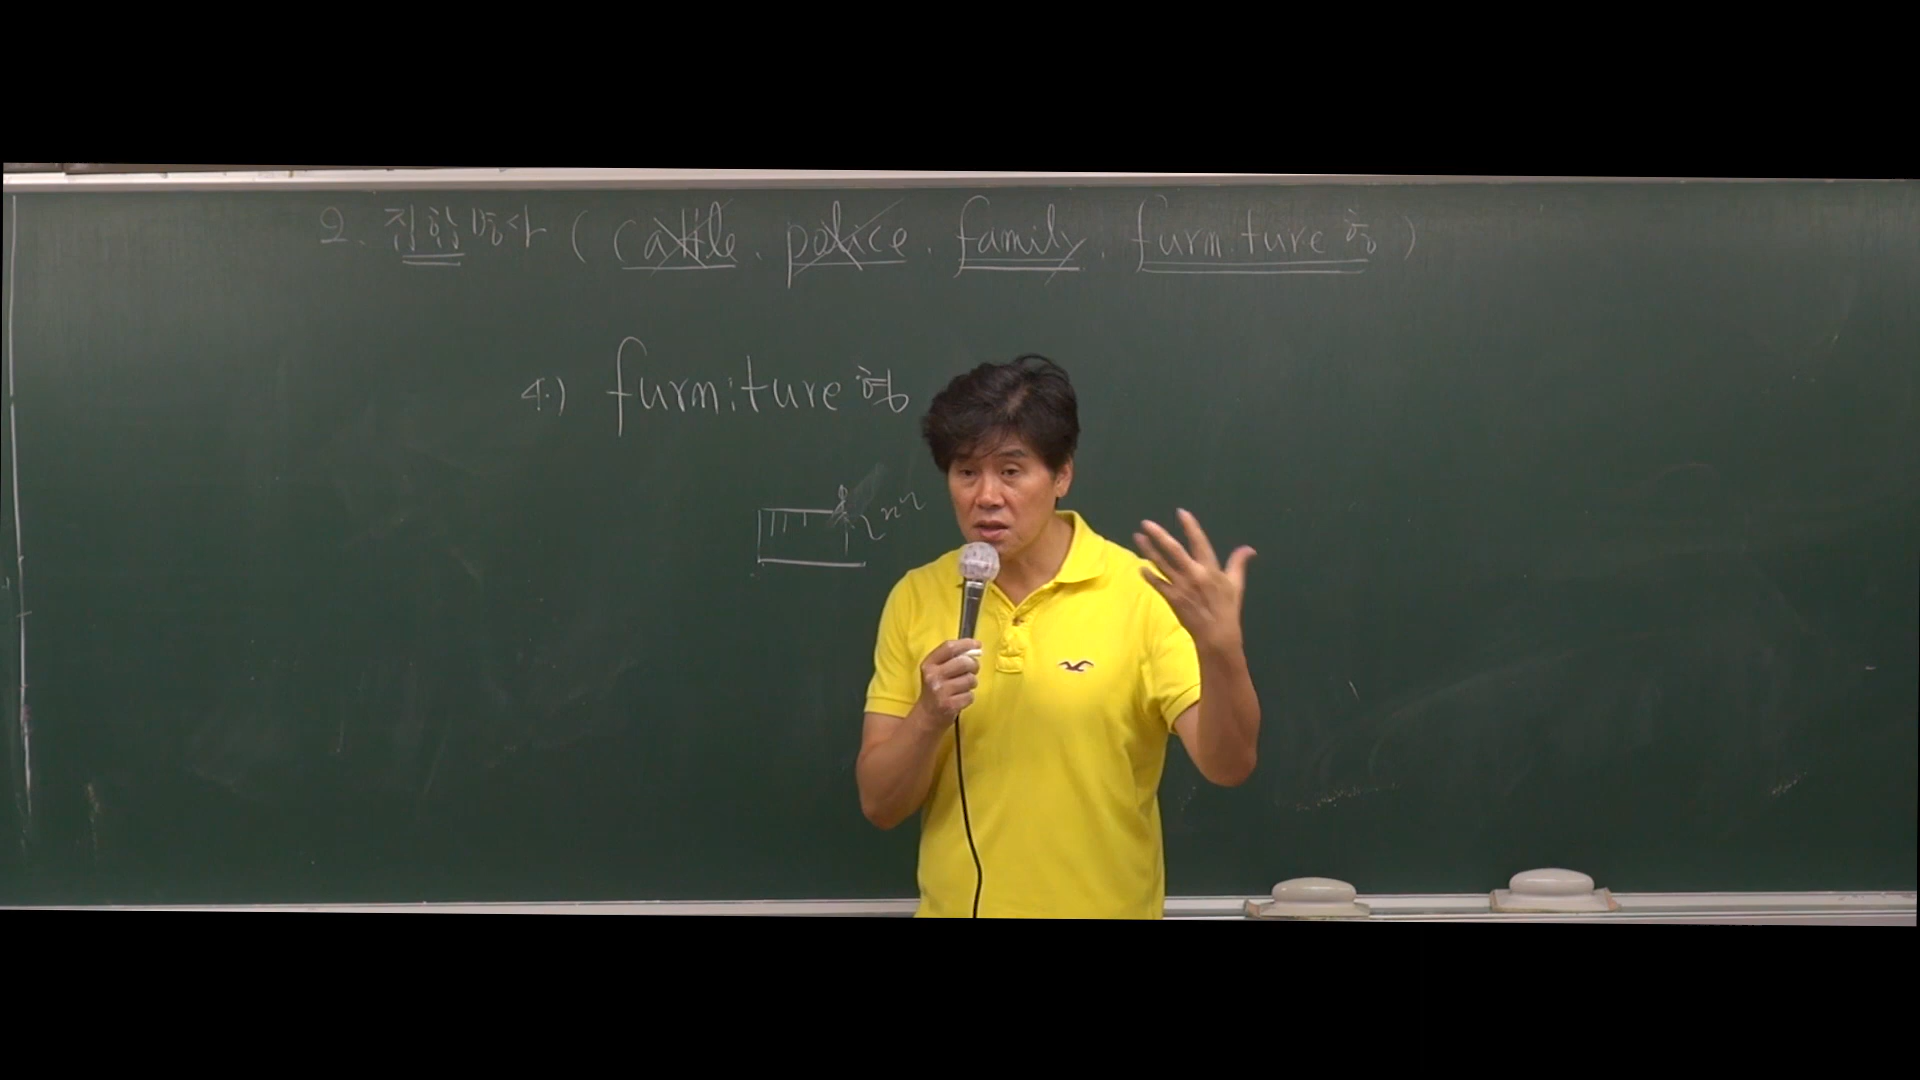 2. 집합명사 ( cattle. police. family. furniture 형 )
4.) furniture 형